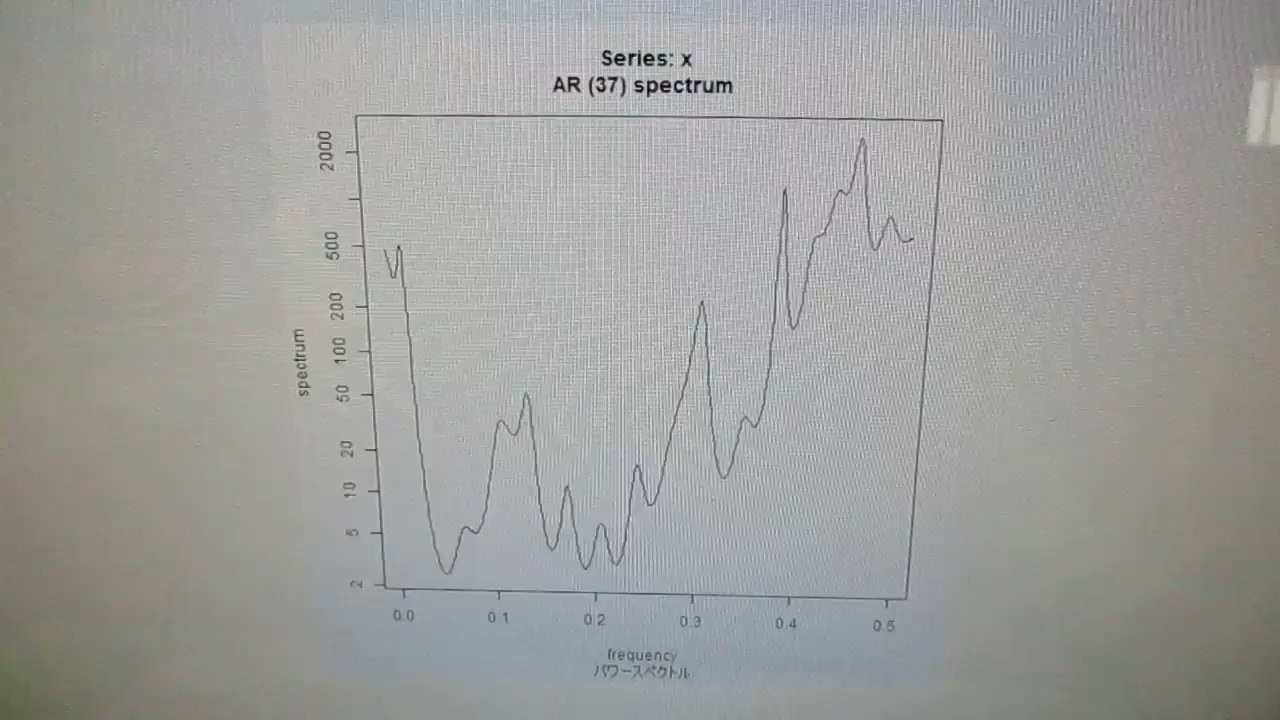 Series: x
AR (37) spectrum
2000
500
200
100
50
20
10
5
2
spectrum
0.0 0.1 0.2 0.3 0.4 0.5
frequency
パワースペクトル